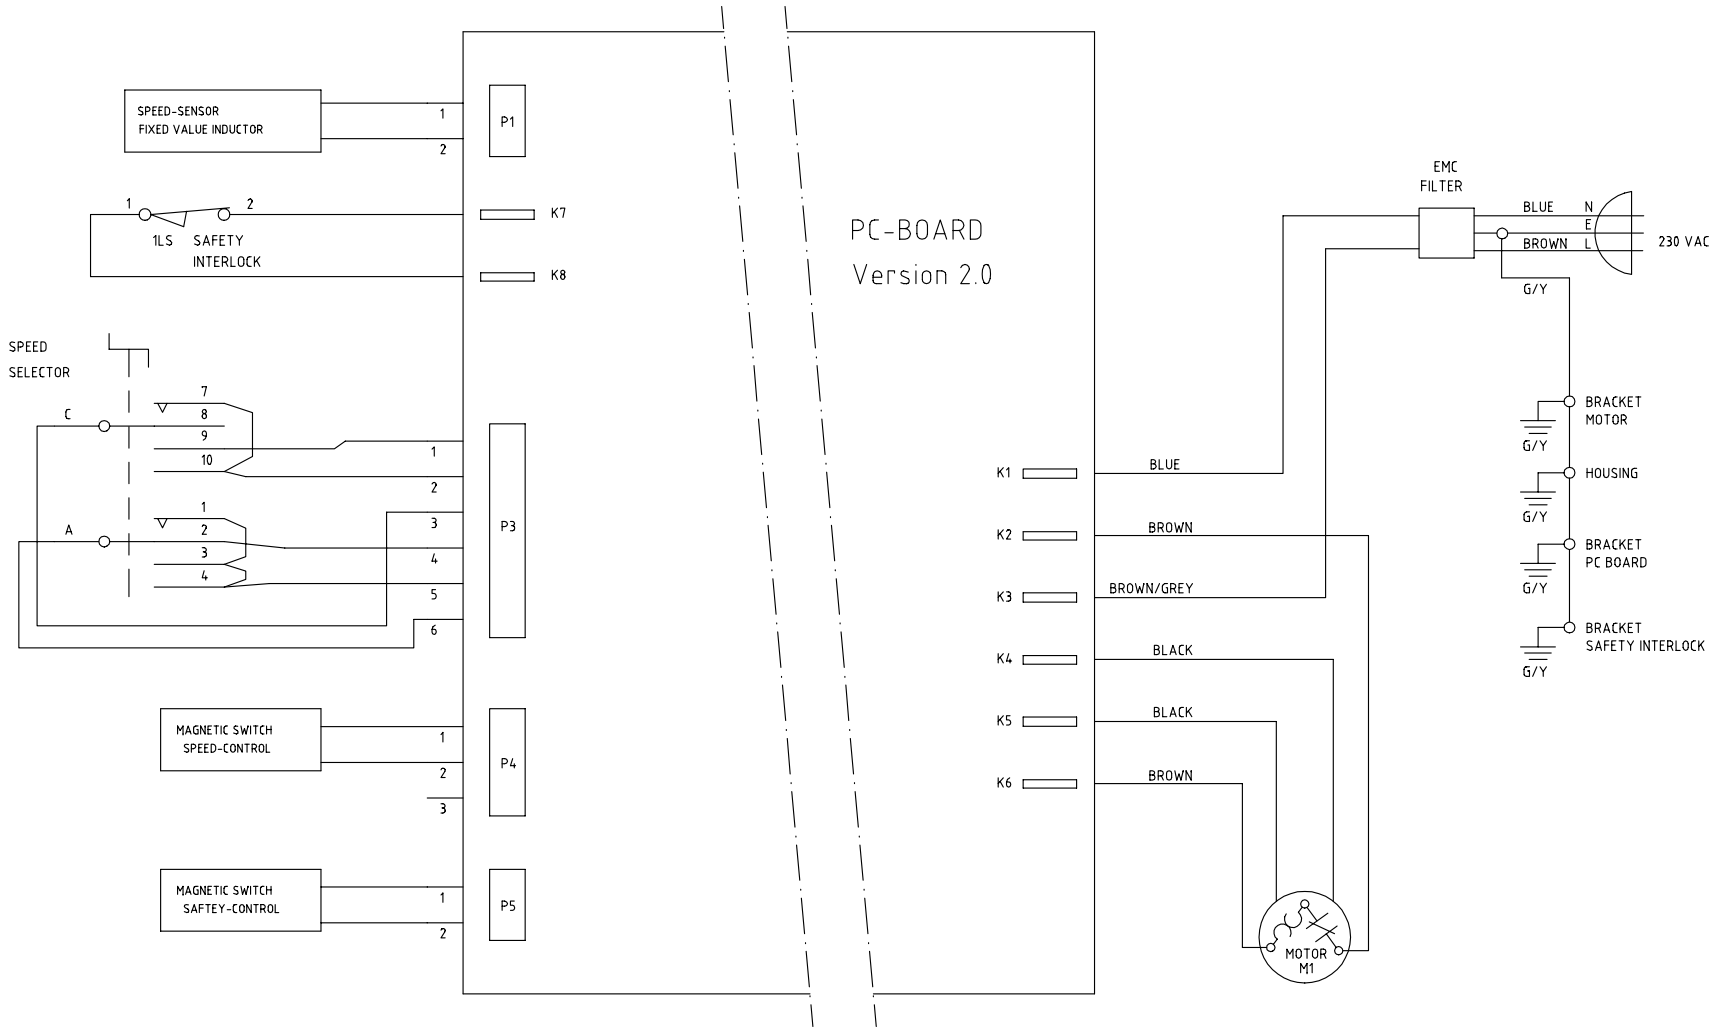 SPEED-SENSOR
FIXED VALUE INDUCTOR
1
2
P1
1
2
1LS SAFETY
INTERLOCK
K7
K8
PC-BOARD
Version 2.0
EMC
FILTER
BLUE N
E
BROWN L
230 VAC
G/Y
SPEED
SELECTOR
C
7
8
9
10
A
1
2
3
4
1
2
3
4
5
6
P3
K1
BLUE
K2
BROWN
K3
BROWN/GREY
K4
BLACK
K5
BLACK
K6
BROWN
BRACKET
MOTOR
G/Y
HOUSING
G/Y
BRACKET
PC BOARD
G/Y
BRACKET
SAFETY INTERLOCK
G/Y
MAGNETIC SWITCH
SPEED-CONTROL
1
2
3
P4
MAGNETIC SWITCH
SAFTEY-CONTROL
1
2
P5
MOTOR
M1